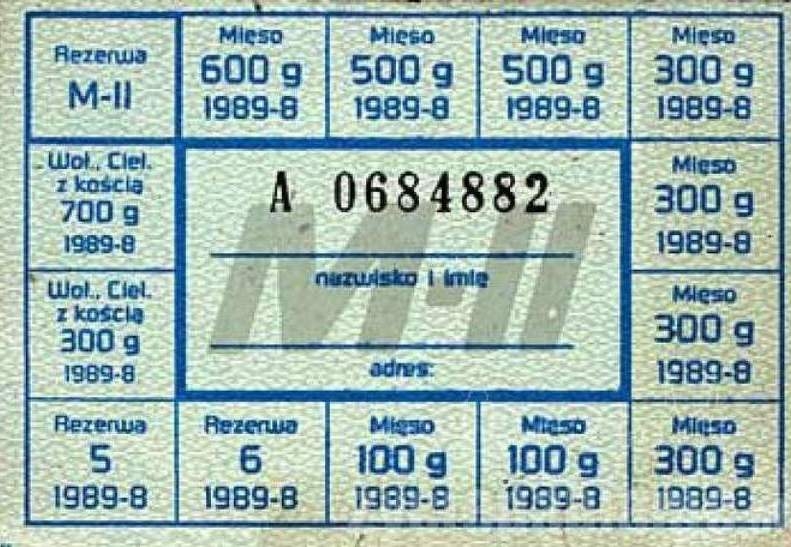 Rezerwa
M-II
Mięso
600 g
1989-8
Mięso
500 g
1989-8
Mięso
500 g
1989-8
Mięso
300 g
1989-8
Woł., Ciel.
z kością
700 g
1989-8
A 0684882
M-II
nazwisko i imię
adres:
Mięso
300 g
1989-8
Woł., Ciel.
z kością
300 g
1989-8
Mięso
300 g
1989-8
Rezerwa
5
1989-8
Rezerwa
6
1989-8
Mięso
100 g
1989-8
Mięso
100 g
1989-8
Mięso
300 g
1989-8